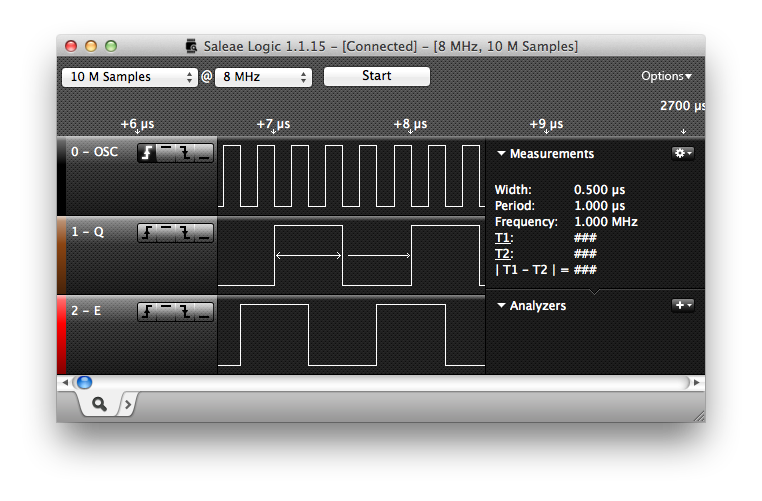 Saleae Logic 1.1.15 – [Connected] – [8 MHz, 10 M Samples]
10 M Samples @ 8 MHz Start Options▾
2700 µs
+6 µs +7 µs +8 µs +9 µs
0 – OSC
1 – Q
2 – E
Measurements
Width: 0.500 µs
Period: 1.000 µs
Frequency: 1.000 MHz
T1: ###
T2: ###
| T1 – T2 | = ###
Analyzers